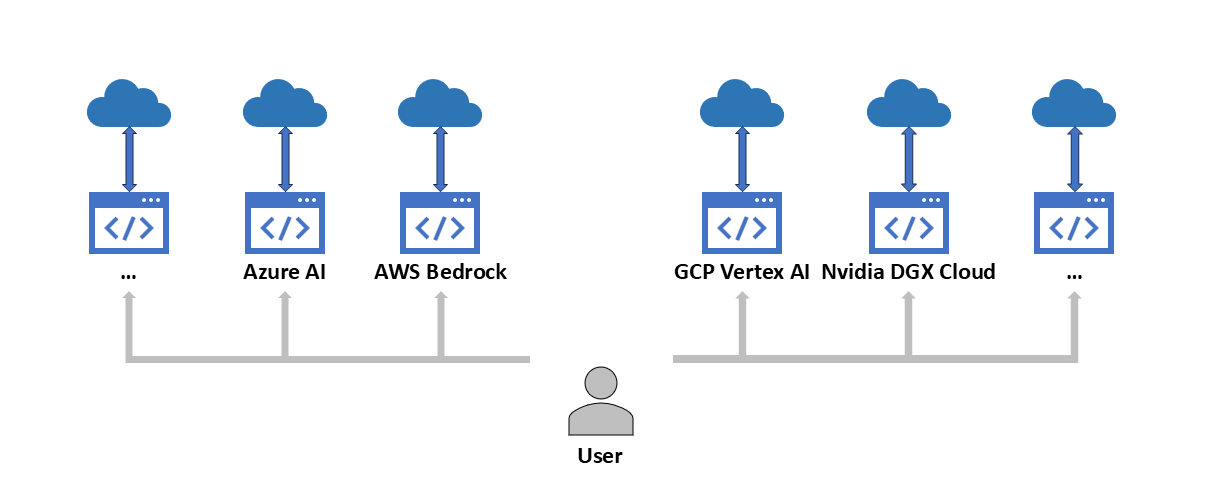 ...
Azure AI
AWS Bedrock
GCP Vertex AI
Nvidia DGX Cloud
...
User